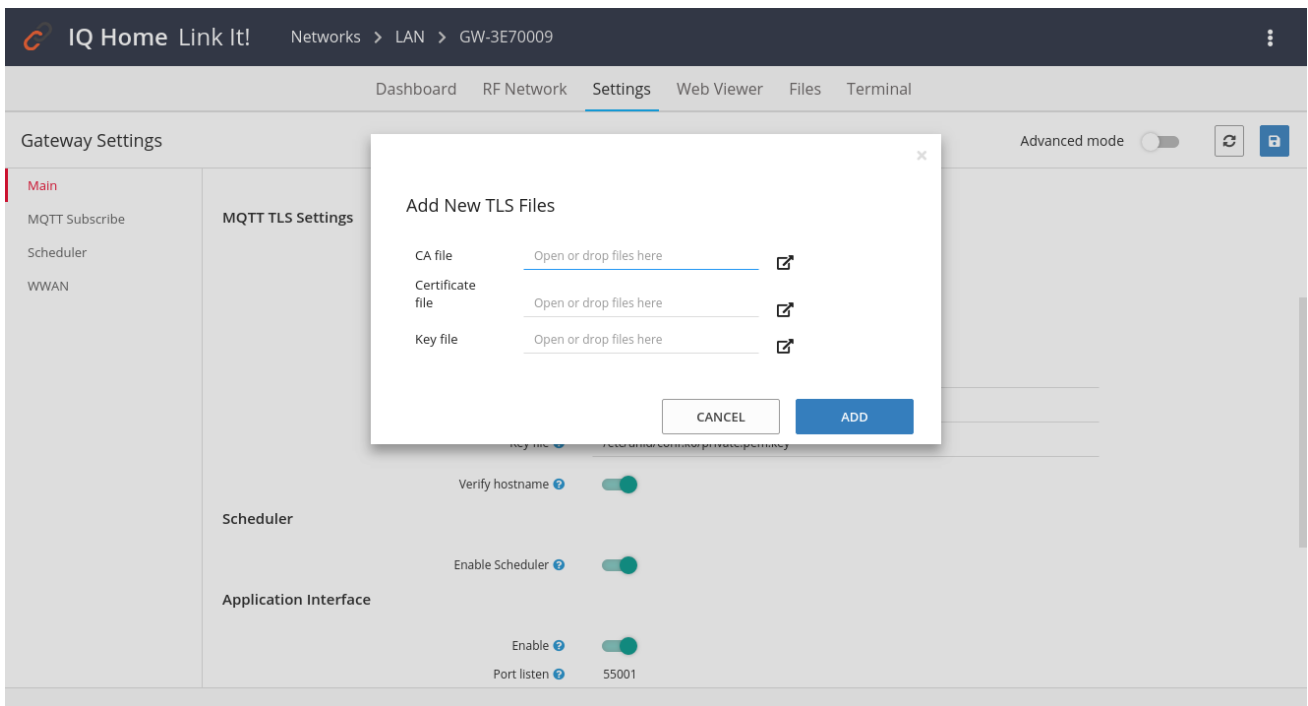 IQ Home Link It!
Networks > LAN > GW-3E70009
Dashboard RF Network Settings Web Viewer Files Terminal
Gateway Settings
Advanced mode
Main
MQTT Subscribe
Scheduler
WWAN
MQTT TLS Settings
×
Add New TLS Files
CA file Open or drop files here
Certificate
file Open or drop files here
Key file Open or drop files here
CANCEL ADD
Key file
Verify hostname
Scheduler
Enable Scheduler
Application Interface
Enable
Port listen 55001